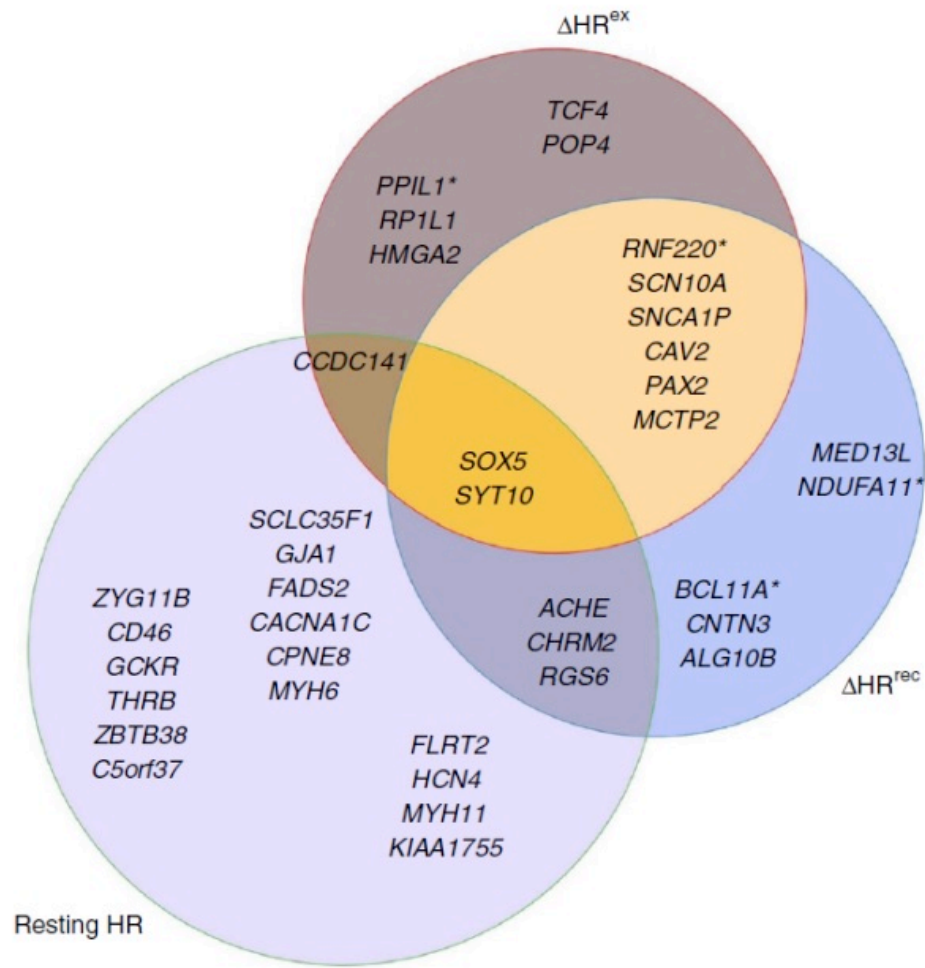 ΔHR^ex
TCF4
POP4
PPIL1*
RP1L1
HMGA2
RNF220*
SCN10A
SNCA1P
CAV2
PAX2
MCTP2
CCDC141
SOX5
SYT10
MED13L
NDUFA11*
SCLC35F1
GJA1
FADS2
CACNA1C
CPNE8
MYH6
ZYG11B
CD46
GCKR
THRB
ZBTB38
C5orf37
ACHE
CHRM2
RGS6
BCL11A*
CNTN3
ALG10B
ΔHR^rec
FLRT2
HCN4
MYH11
KIAA1755
Resting HR